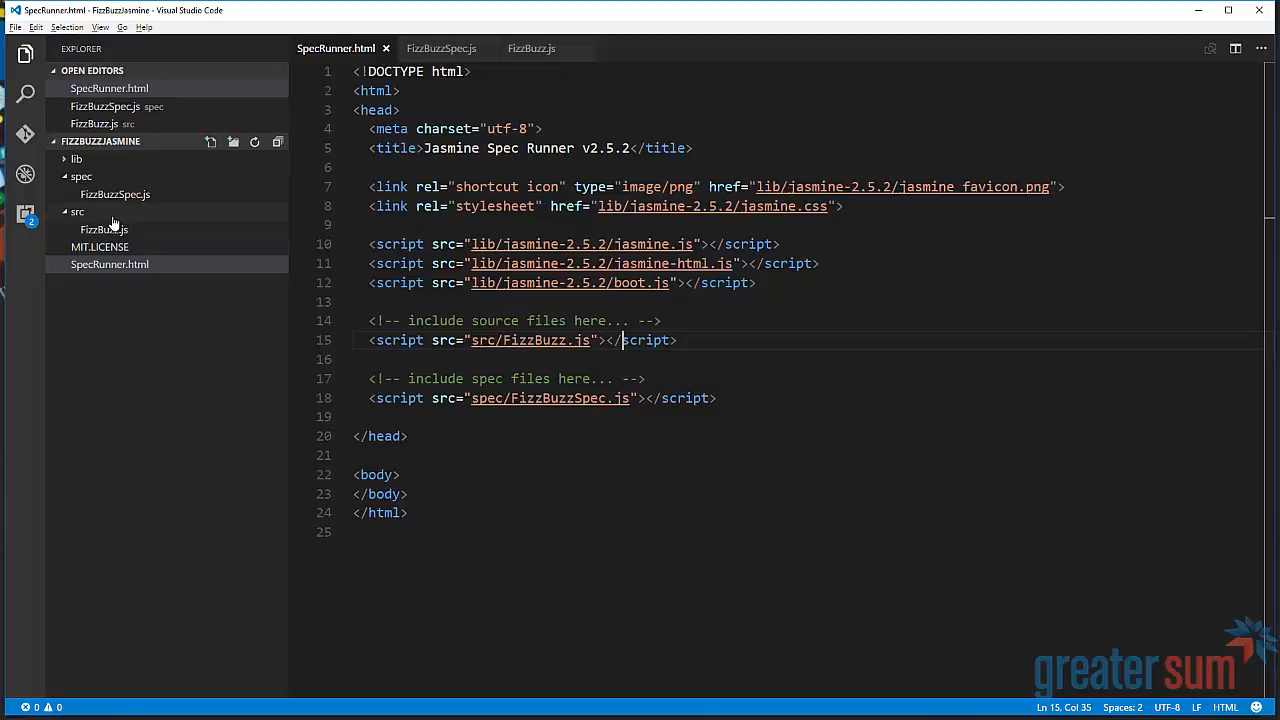 SpecRunner.html - FizzBuzzJasmine - Visual Studio Code
File Edit Selection View Go Help
EXPLORER
OPEN EDITORS
SpecRunner.html
FizzBuzzSpec.js spec
FizzBuzz.js src
FIZZBUZZJASMINE
lib
spec
FizzBuzzSpec.js
src
FizzBuzz.js
MIT.LICENSE
SpecRunner.html
2
SpecRunner.html FizzBuzzSpec.js FizzBuzz.js
1 <!DOCTYPE html>
2 <html>
3 <head>
4 <meta charset="utf-8">
5 <title>Jasmine Spec Runner v2.5.2</title>
6
7 <link rel="shortcut icon" type="image/png" href="lib/jasmine-2.5.2/jasmine_favicon.png">
8 <link rel="stylesheet" href="lib/jasmine-2.5.2/jasmine.css">
9
10 <script src="lib/jasmine-2.5.2/jasmine.js"></script>
11 <script src="lib/jasmine-2.5.2/jasmine-html.js"></script>
12 <script src="lib/jasmine-2.5.2/boot.js"></script>
13
14 <!-- include source files here... -->
15 <script src="src/FizzBuzz.js"></script>
16
17 <!-- include spec files here... -->
18 <script src="spec/FizzBuzzSpec.js"></script>
19
20 </head>
21
22 <body>
23 </body>
24 </html>
25
greater sum
0 0 Ln 15, Col 35 Spaces: 2 UTF-8 LF HTML